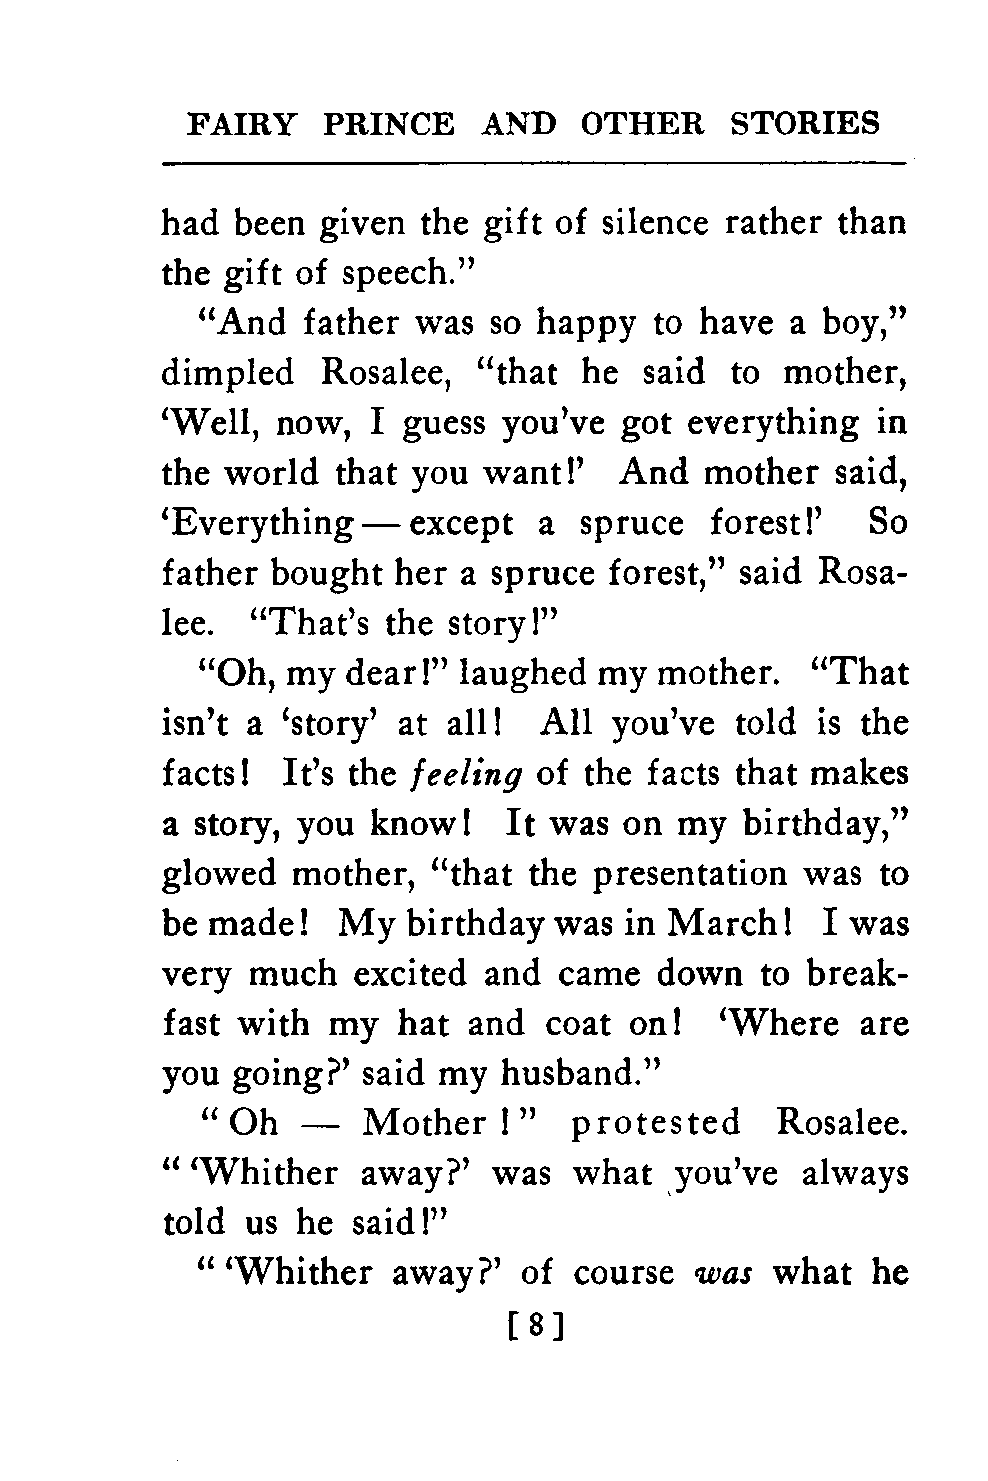 FAIRY PRINCE AND OTHER STORIES
had been given the gift of silence rather than
the gift of speech.”
“And father was so happy to have a boy,”
dimpled Rosalee, “that he said to mother,
‘Well, now, I guess you’ve got everything in
the world that you want!’ And mother said,
‘Everything — except a spruce forest!’ So
father bought her a spruce forest,” said Rosa-
lee. “That’s the story!”
“Oh, my dear!” laughed my mother. “That
isn’t a ‘story’ at all! All you’ve told is the
facts! It’s the feeling of the facts that makes
a story, you know! It was on my birthday,”
glowed mother, “that the presentation was to
be made! My birthday was in March! I was
very much excited and came down to break-
fast with my hat and coat on! ‘Where are
you going?’ said my husband.”
“Oh — Mother!” protested Rosalee.
“‘Whither away?’ was what you’ve always
told us he said!”
“‘Whither away?’ of course was what he
[8]